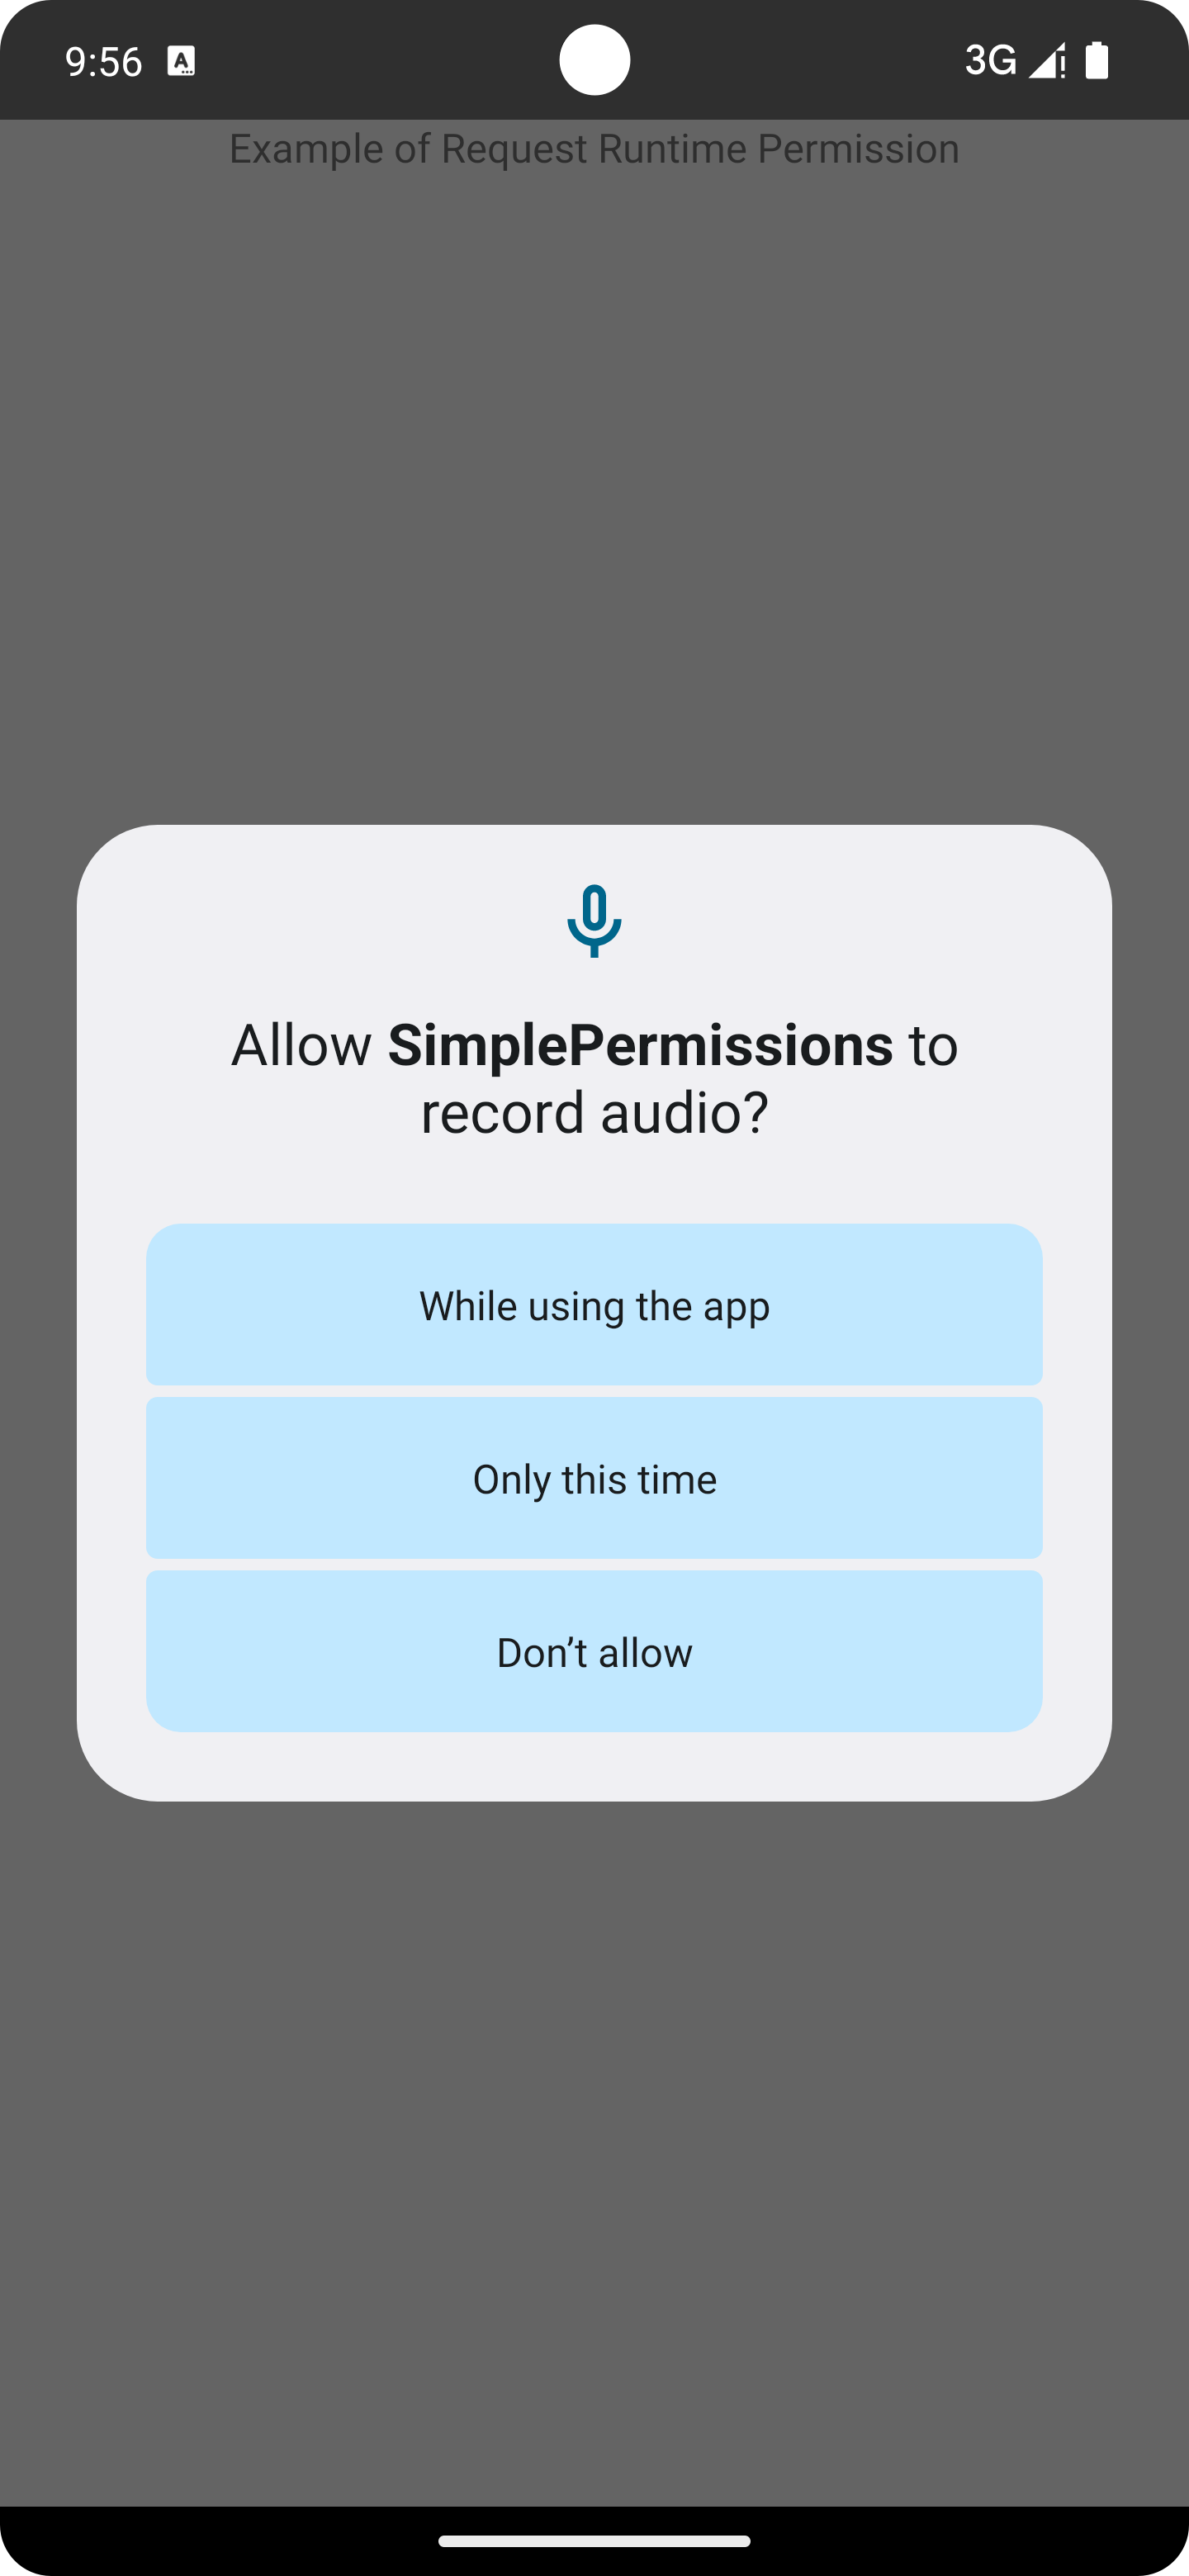 9:56
3G
Example of Request Runtime Permission
Allow SimplePermissions to
record audio?
While using the app
Only this time
Don’t allow